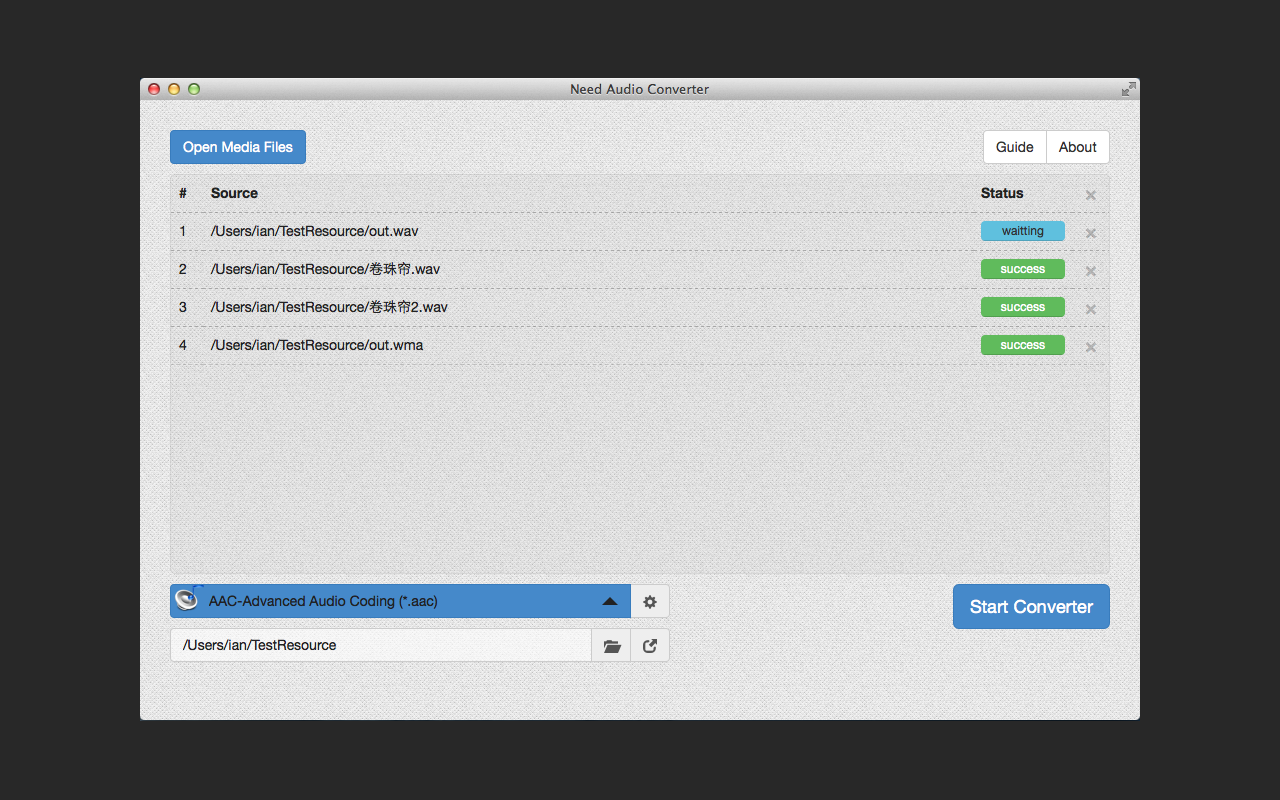 Need Audio Converter
Open Media Files
Guide About
# Source Status
1 /Users/ian/TestResource/out.wav waitting
2 /Users/ian/TestResource/卷珠帘.wav success
3 /Users/ian/TestResource/卷珠帘2.wav success
4 /Users/ian/TestResource/out.wma success
AAC-Advanced Audio Coding (*.aac)
Start Converter
/Users/ian/TestResource